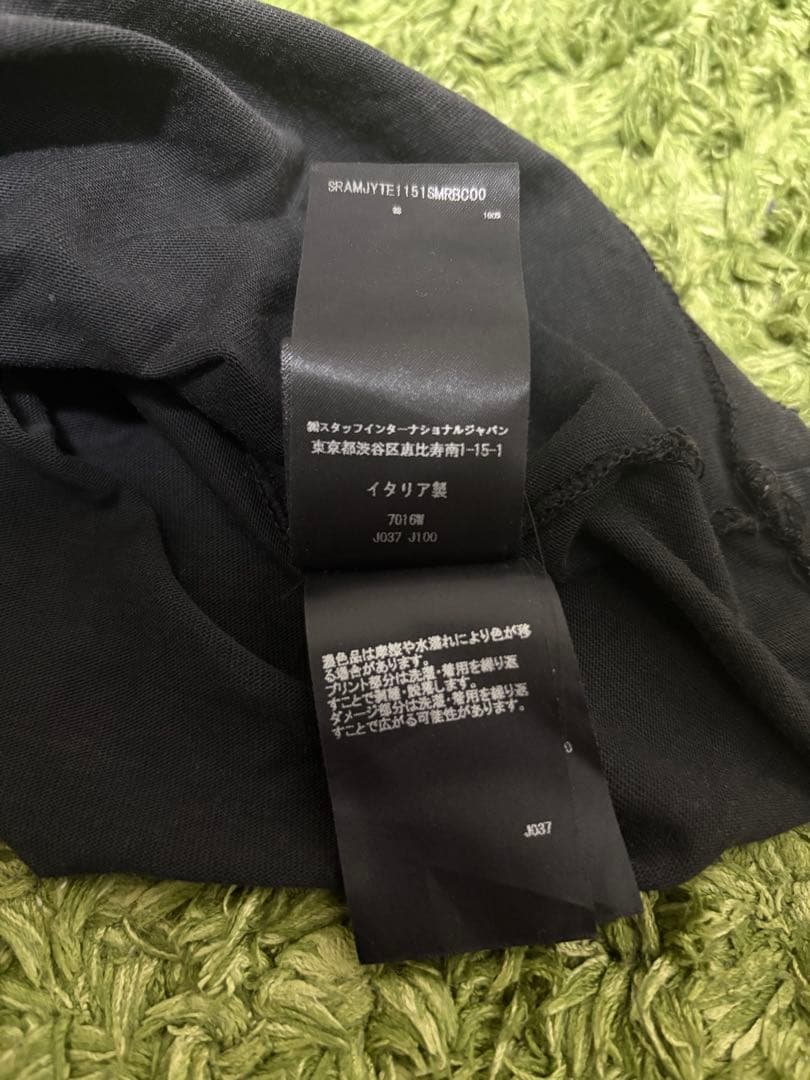 SRAMJYTE1151SMRBC00
㈱スタッフインターナショナルジャパン
東京都渋谷区恵比寿南1-15-1
イタリア製
7016W
J037 J100
濃色品は摩擦や水濡れにより色が移
る場合があります。
プリント部分は洗濯・着用を繰り返
すことで剥離・脱落します。
ダメージ部分は洗濯・着用を繰り返
すことで広がる可能性があります。
J037